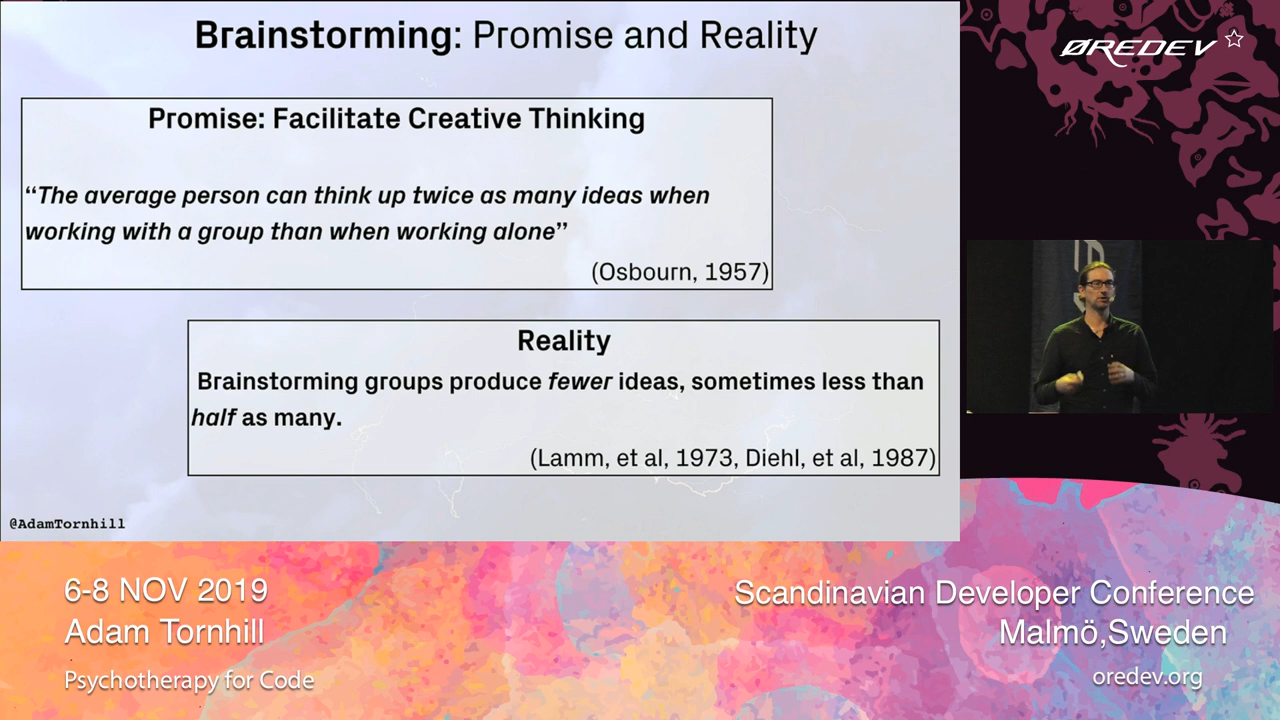 Brainstorming: Promise and Reality
Promise: Facilitate Creative Thinking
“The average person can think up twice as many ideas when
working with a group than when working alone”
(Osbourn, 1957)
Reality
Brainstorming groups produce fewer ideas, sometimes less than
half as many.
(Lamm, et al, 1973, Diehl, et al, 1987)
@AdamTornhill
ØREDEV
6-8 NOV 2019
Adam Tornhill
Psychotherapy for Code
Scandinavian Developer Conference
Malmö,Sweden
oredev.org